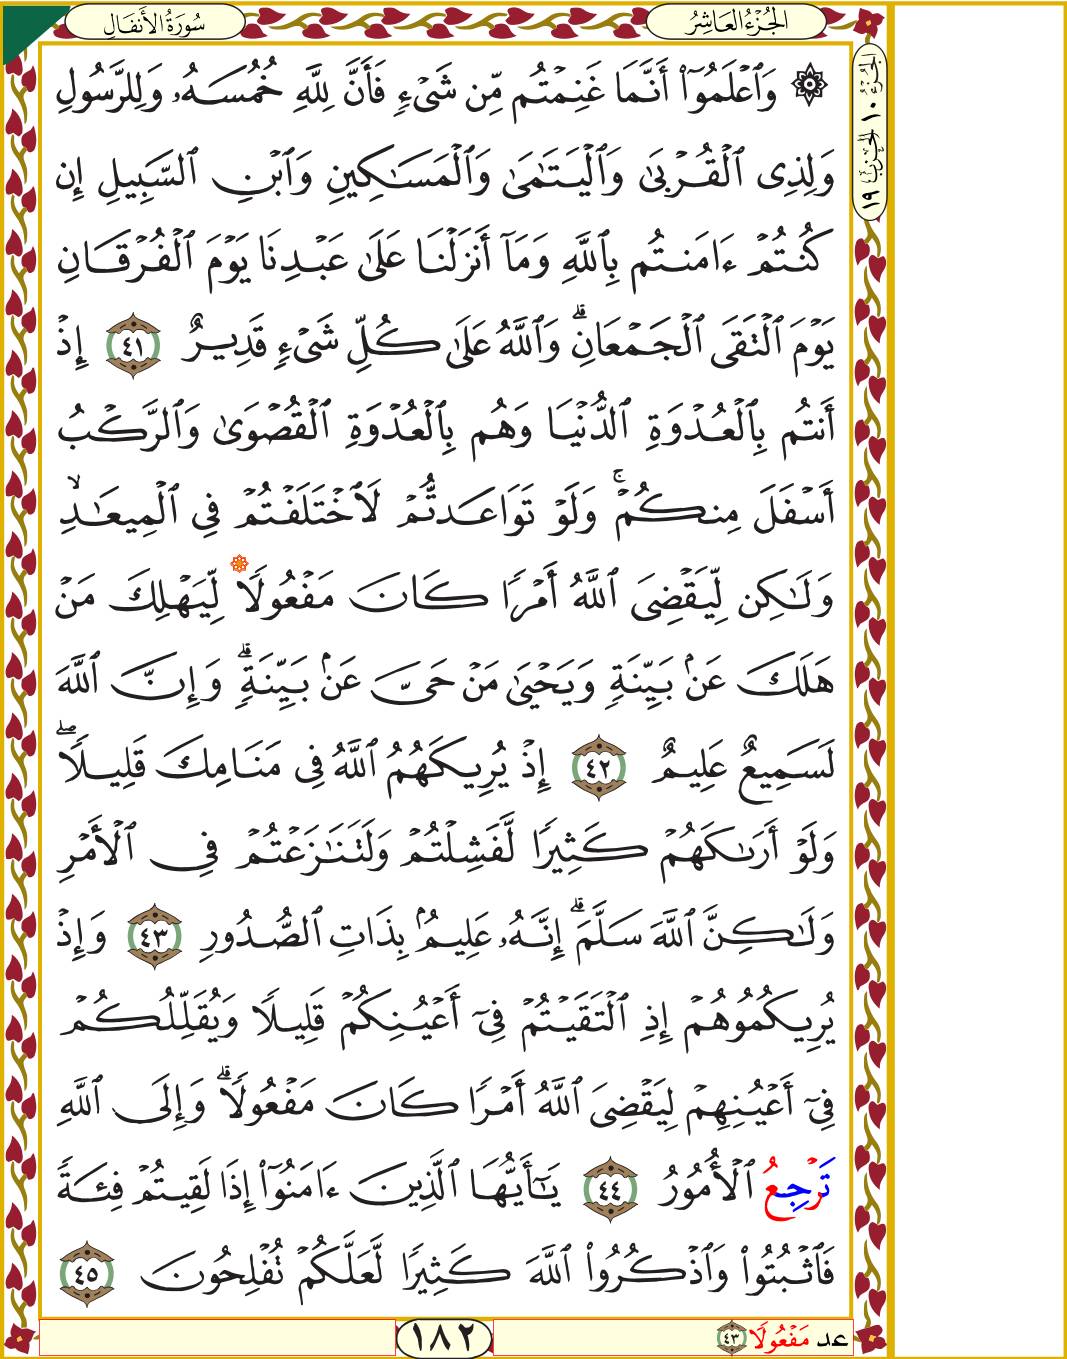 الجُزْءُ العَاشِرُ
سُورَةُ الأَنفَالِ
الجُزْءُ ١٠ الحِزْبُ ١٩
۞ وَٱعْلَمُوٓا۟ أَنَّمَا غَنِمْتُم مِّن شَىْءٍ فَأَنَّ لِلَّهِ خُمُسَهُۥ وَلِلرَّسُولِ
وَلِذِى ٱلْقُرْبَىٰ وَٱلْيَتَـٰمَىٰ وَٱلْمَسَـٰكِينِ وَٱبْنِ ٱلسَّبِيلِ إِن
كُنتُمْ ءَامَنتُم بِٱللَّهِ وَمَآ أَنزَلْنَا عَلَىٰ عَبْدِنَا يَوْمَ ٱلْفُرْقَانِ
يَوْمَ ٱلْتَقَى ٱلْجَمْعَانِ ۗ وَٱللَّهُ عَلَىٰ كُلِّ شَىْءٍ قَدِيرٌ ٤١ إِذْ
أَنتُم بِٱلْعُدْوَةِ ٱلدُّنْيَا وَهُم بِٱلْعُدْوَةِ ٱلْقُصْوَىٰ وَٱلرَّكْبُ
أَسْفَلَ مِنكُمْ ۚ وَلَوْ تَوَاعَدتُّمْ لَٱخْتَلَفْتُمْ فِى ٱلْمِيعَـٰدِ ۙ
وَلَـٰكِن لِّيَقْضِىَ ٱللَّهُ أَمْرًا كَانَ مَفْعُولًا لِّيَهْلِكَ مَنْ
هَلَكَ عَنۢ بَيِّنَةٍ وَيَحْيَىٰ مَنْ حَىَّ عَنۢ بَيِّنَةٍ ۗ وَإِنَّ ٱللَّهَ
لَسَمِيعٌ عَلِيمٌ ٤٢ إِذْ يُرِيكَهُمُ ٱللَّهُ فِى مَنَامِكَ قَلِيلًا ۖ
وَلَوْ أَرَىٰكَهُمْ كَثِيرًا لَّفَشِلْتُمْ وَلَتَنَـٰزَعْتُمْ فِى ٱلْأَمْرِ
وَلَـٰكِنَّ ٱللَّهَ سَلَّمَ ۗ إِنَّهُۥ عَلِيمٌۢ بِذَاتِ ٱلصُّدُورِ ٤٣ وَإِذْ
يُرِيكُمُوهُمْ إِذِ ٱلْتَقَيْتُمْ فِىٓ أَعْيُنِكُمْ قَلِيلًا وَيُقَلِّلُكُمْ
فِىٓ أَعْيُنِهِمْ لِيَقْضِىَ ٱللَّهُ أَمْرًا كَانَ مَفْعُولًا ۗ وَإِلَى ٱللَّهِ
تُرْجَعُ ٱلْأُمُورُ ٤٤ يَـٰٓأَيُّهَا ٱلَّذِينَ ءَامَنُوٓا۟ إِذَا لَقِيتُمْ فِئَةً
فَٱثْبُتُوا۟ وَٱذْكُرُوا۟ ٱللَّهَ كَثِيرًا لَّعَلَّكُمْ تُفْلِحُونَ ٤٥
عد مَفْعُولًا ٤٣
١٨٢